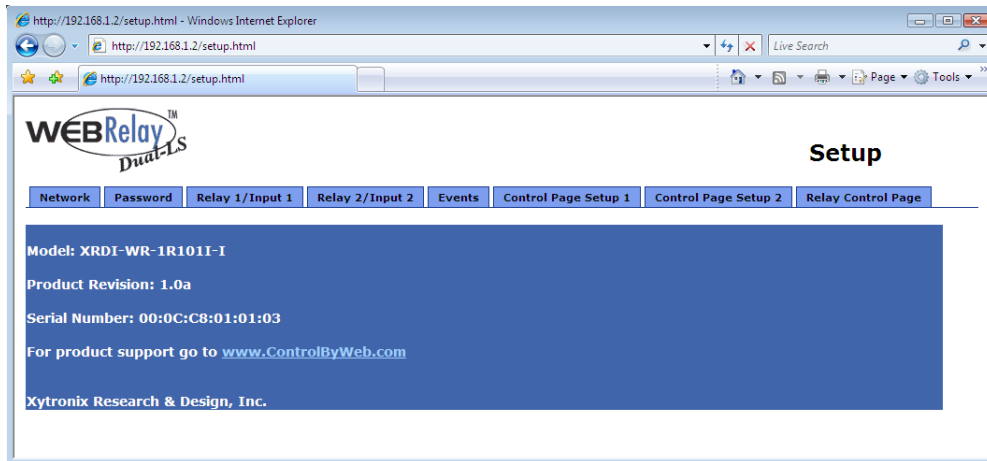 http://192.168.1.2/setup.html - Windows Internet Explorer
http://192.168.1.2/setup.html
Live Search
http://192.168.1.2/setup.html
Page
Tools
WEBRelay TM
Dual-LS
Setup
Network Password Relay 1/Input 1 Relay 2/Input 2 Events Control Page Setup 1 Control Page Setup 2 Relay Control Page
Model: XRDI-WR-1R101I-I
Product Revision: 1.0a
Serial Number: 00:0C:C8:01:01:03
For product support go to www.ControlByWeb.com
Xytronix Research & Design, Inc.